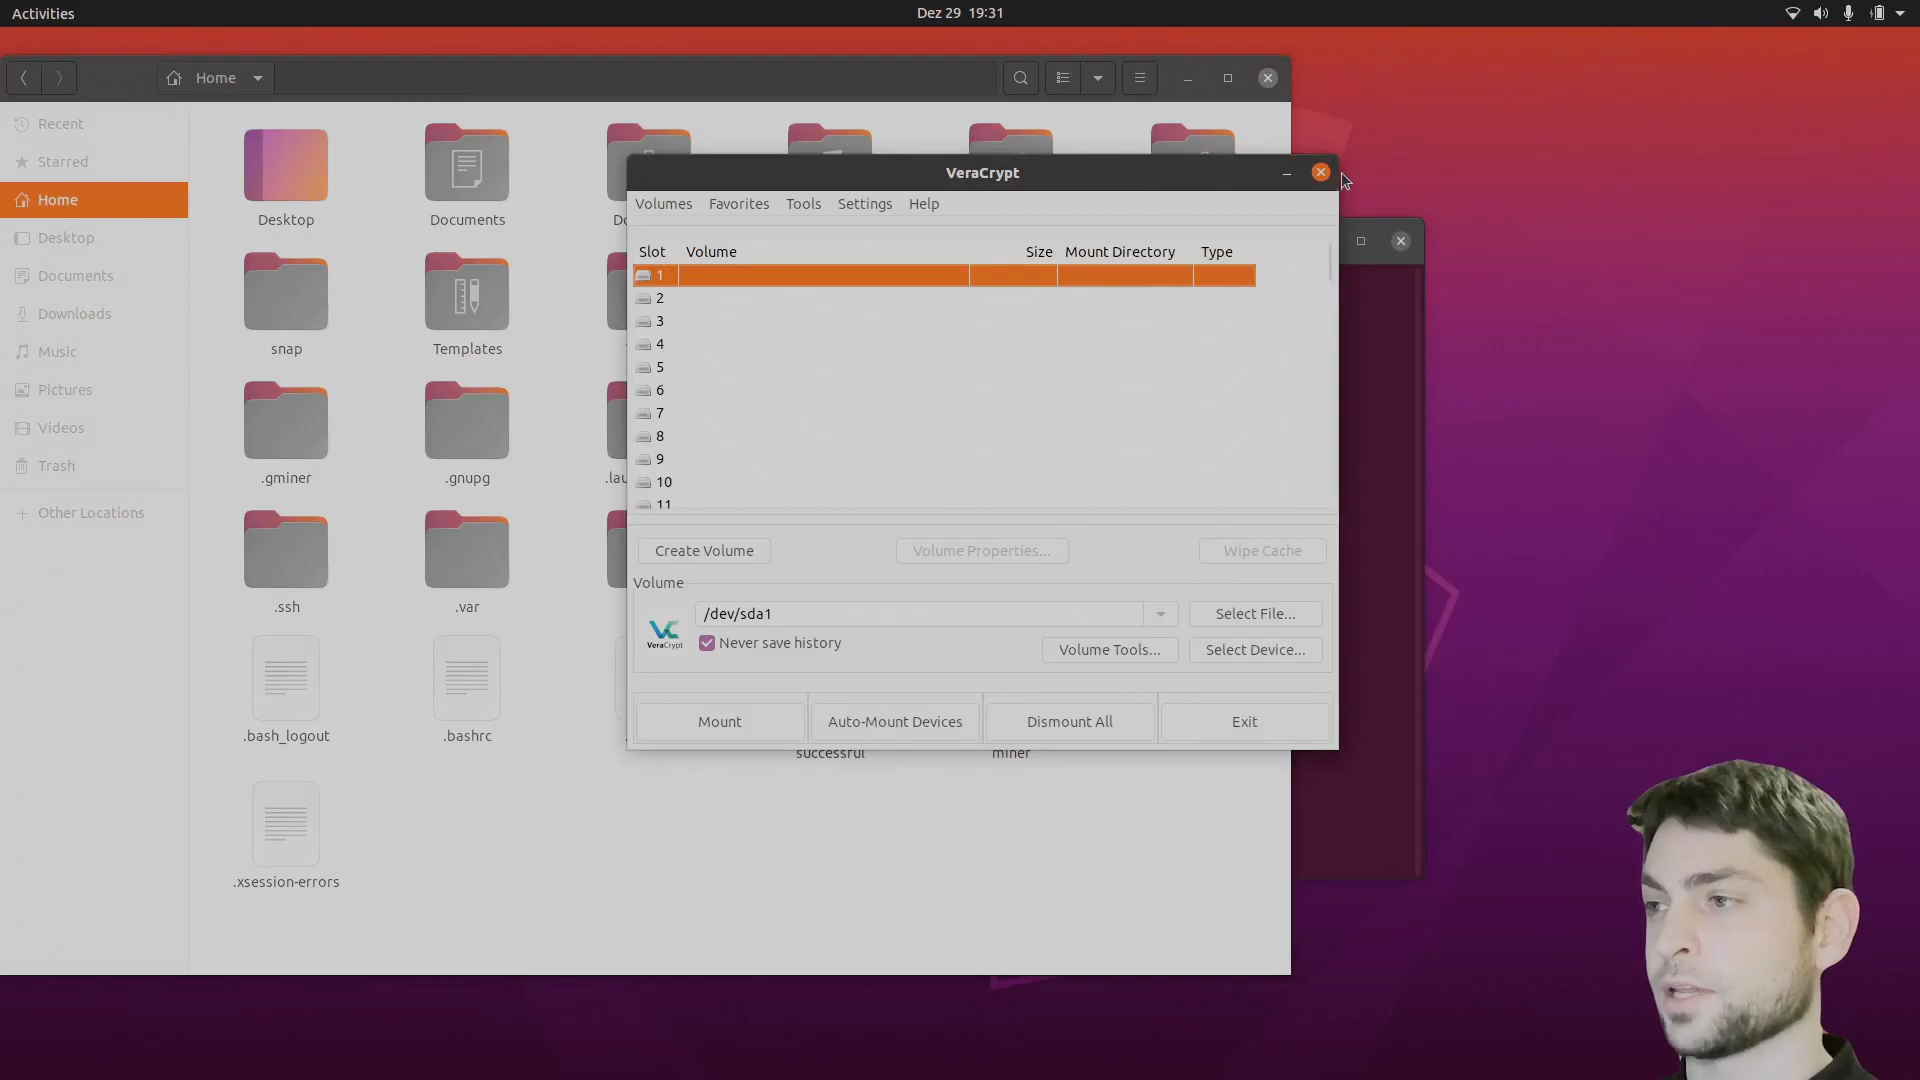 Activities
Dez 29 19:31
Home
Recent
Starred
Home
Desktop
Documents
Downloads
Music
Pictures
Videos
Trash
Other Locations
Desktop
Documents
snap
Templates
.gminer
.gnupg
.ssh
.var
.bash_logout
.bashrc
successful
miner
.xsession-errors
VeraCrypt
Volumes Favorites Tools Settings Help
Slot Volume Size Mount Directory Type
1
2
3
4
5
6
7
8
9
10
11
Create Volume Volume Properties... Wipe Cache
Volume
/dev/sda1 Select File...
VeraCrypt
Never save history Volume Tools... Select Device...
Mount Auto-Mount Devices Dismount All Exit